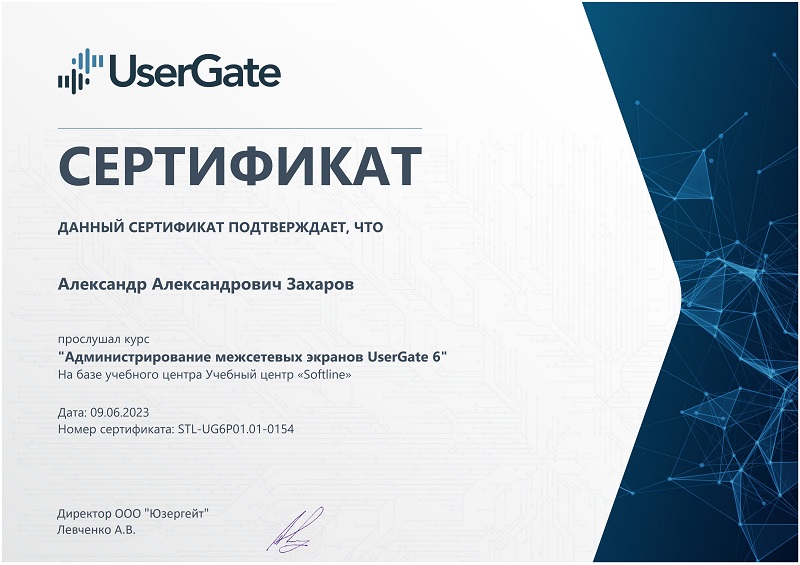 UserGate
СЕРТИФИКАТ
ДАННЫЙ СЕРТИФИКАТ ПОДТВЕРЖДАЕТ, ЧТО
Александр Александрович Захаров
прослушал курс
"Администрирование межсетевых экранов UserGate 6"
На базе учебного центра Учебный центр «Softline»
Дата: 09.06.2023
Номер сертификата: STL-UG6P01.01-0154
Директор ООО "Юзергейт"
Левченко А.В.